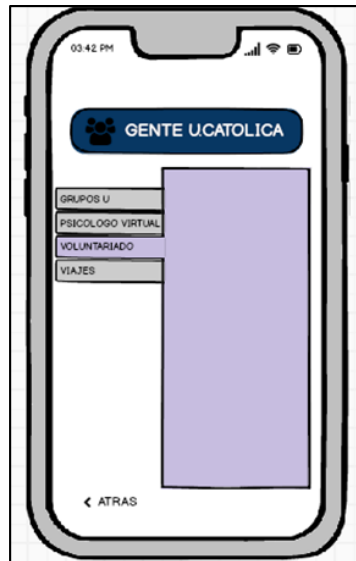 03:42 PM
GENTE U.CATOLICA
GRUPOS U
PSICOLOGO VIRTUAL
VOLUNTARIADO
VIAJES
< ATRAS